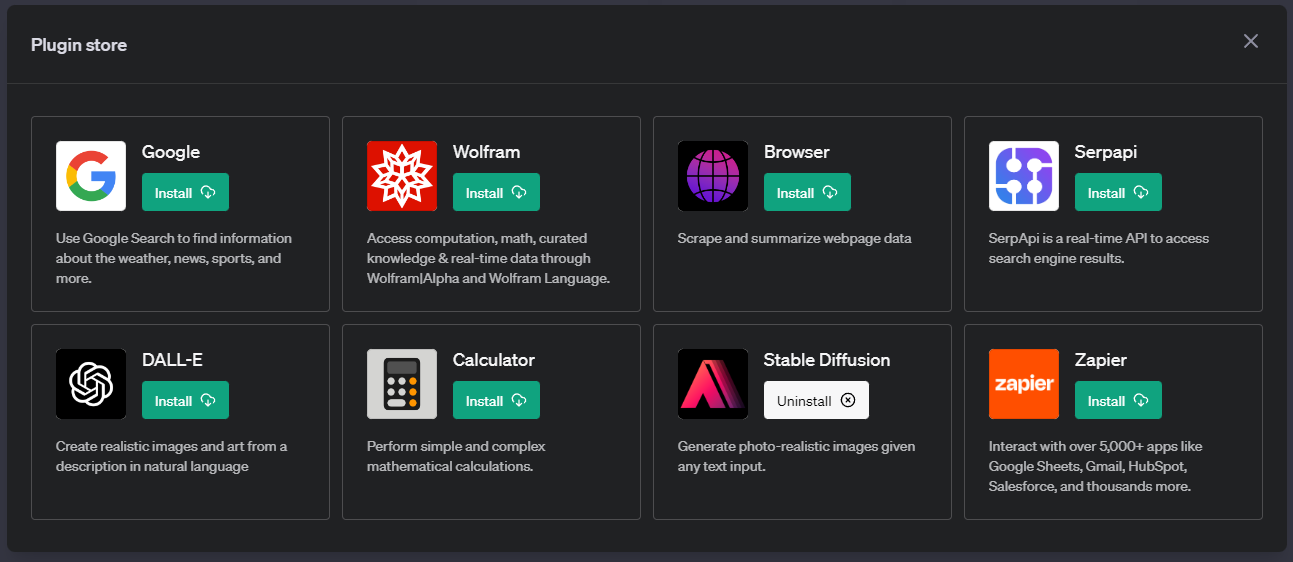 Plugin store
Google
Install
Use Google Search to find information
about the weather, news, sports, and
more.
Wolfram
Install
Access computation, math, curated
knowledge & real-time data through
Wolfram|Alpha and Wolfram Language.
Browser
Install
Scrape and summarize webpage data
Serpapi
Install
SerpApi is a real-time API to access
search engine results.
DALL-E
Install
Create realistic images and art from a
description in natural language
Calculator
Install
Perform simple and complex
mathematical calculations.
Stable Diffusion
Uninstall
Generate photo-realistic images given
any text input.
zapier
Zapier
Install
Interact with over 5,000+ apps like
Google Sheets, Gmail, HubSpot,
Salesforce, and thousands more.